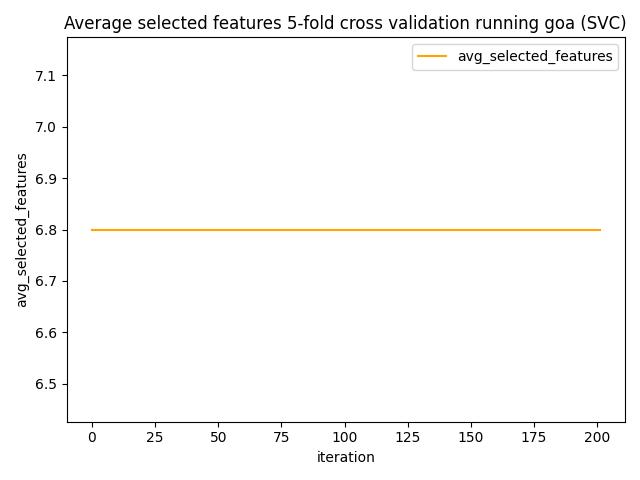 Average selected features 5-fold cross validation running goa (SVC)
avg_selected_features
7.1
7.0
6.9
6.8
6.7
6.6
6.5
avg_selected_features
0 25 50 75 100 125 150 175 200
iteration